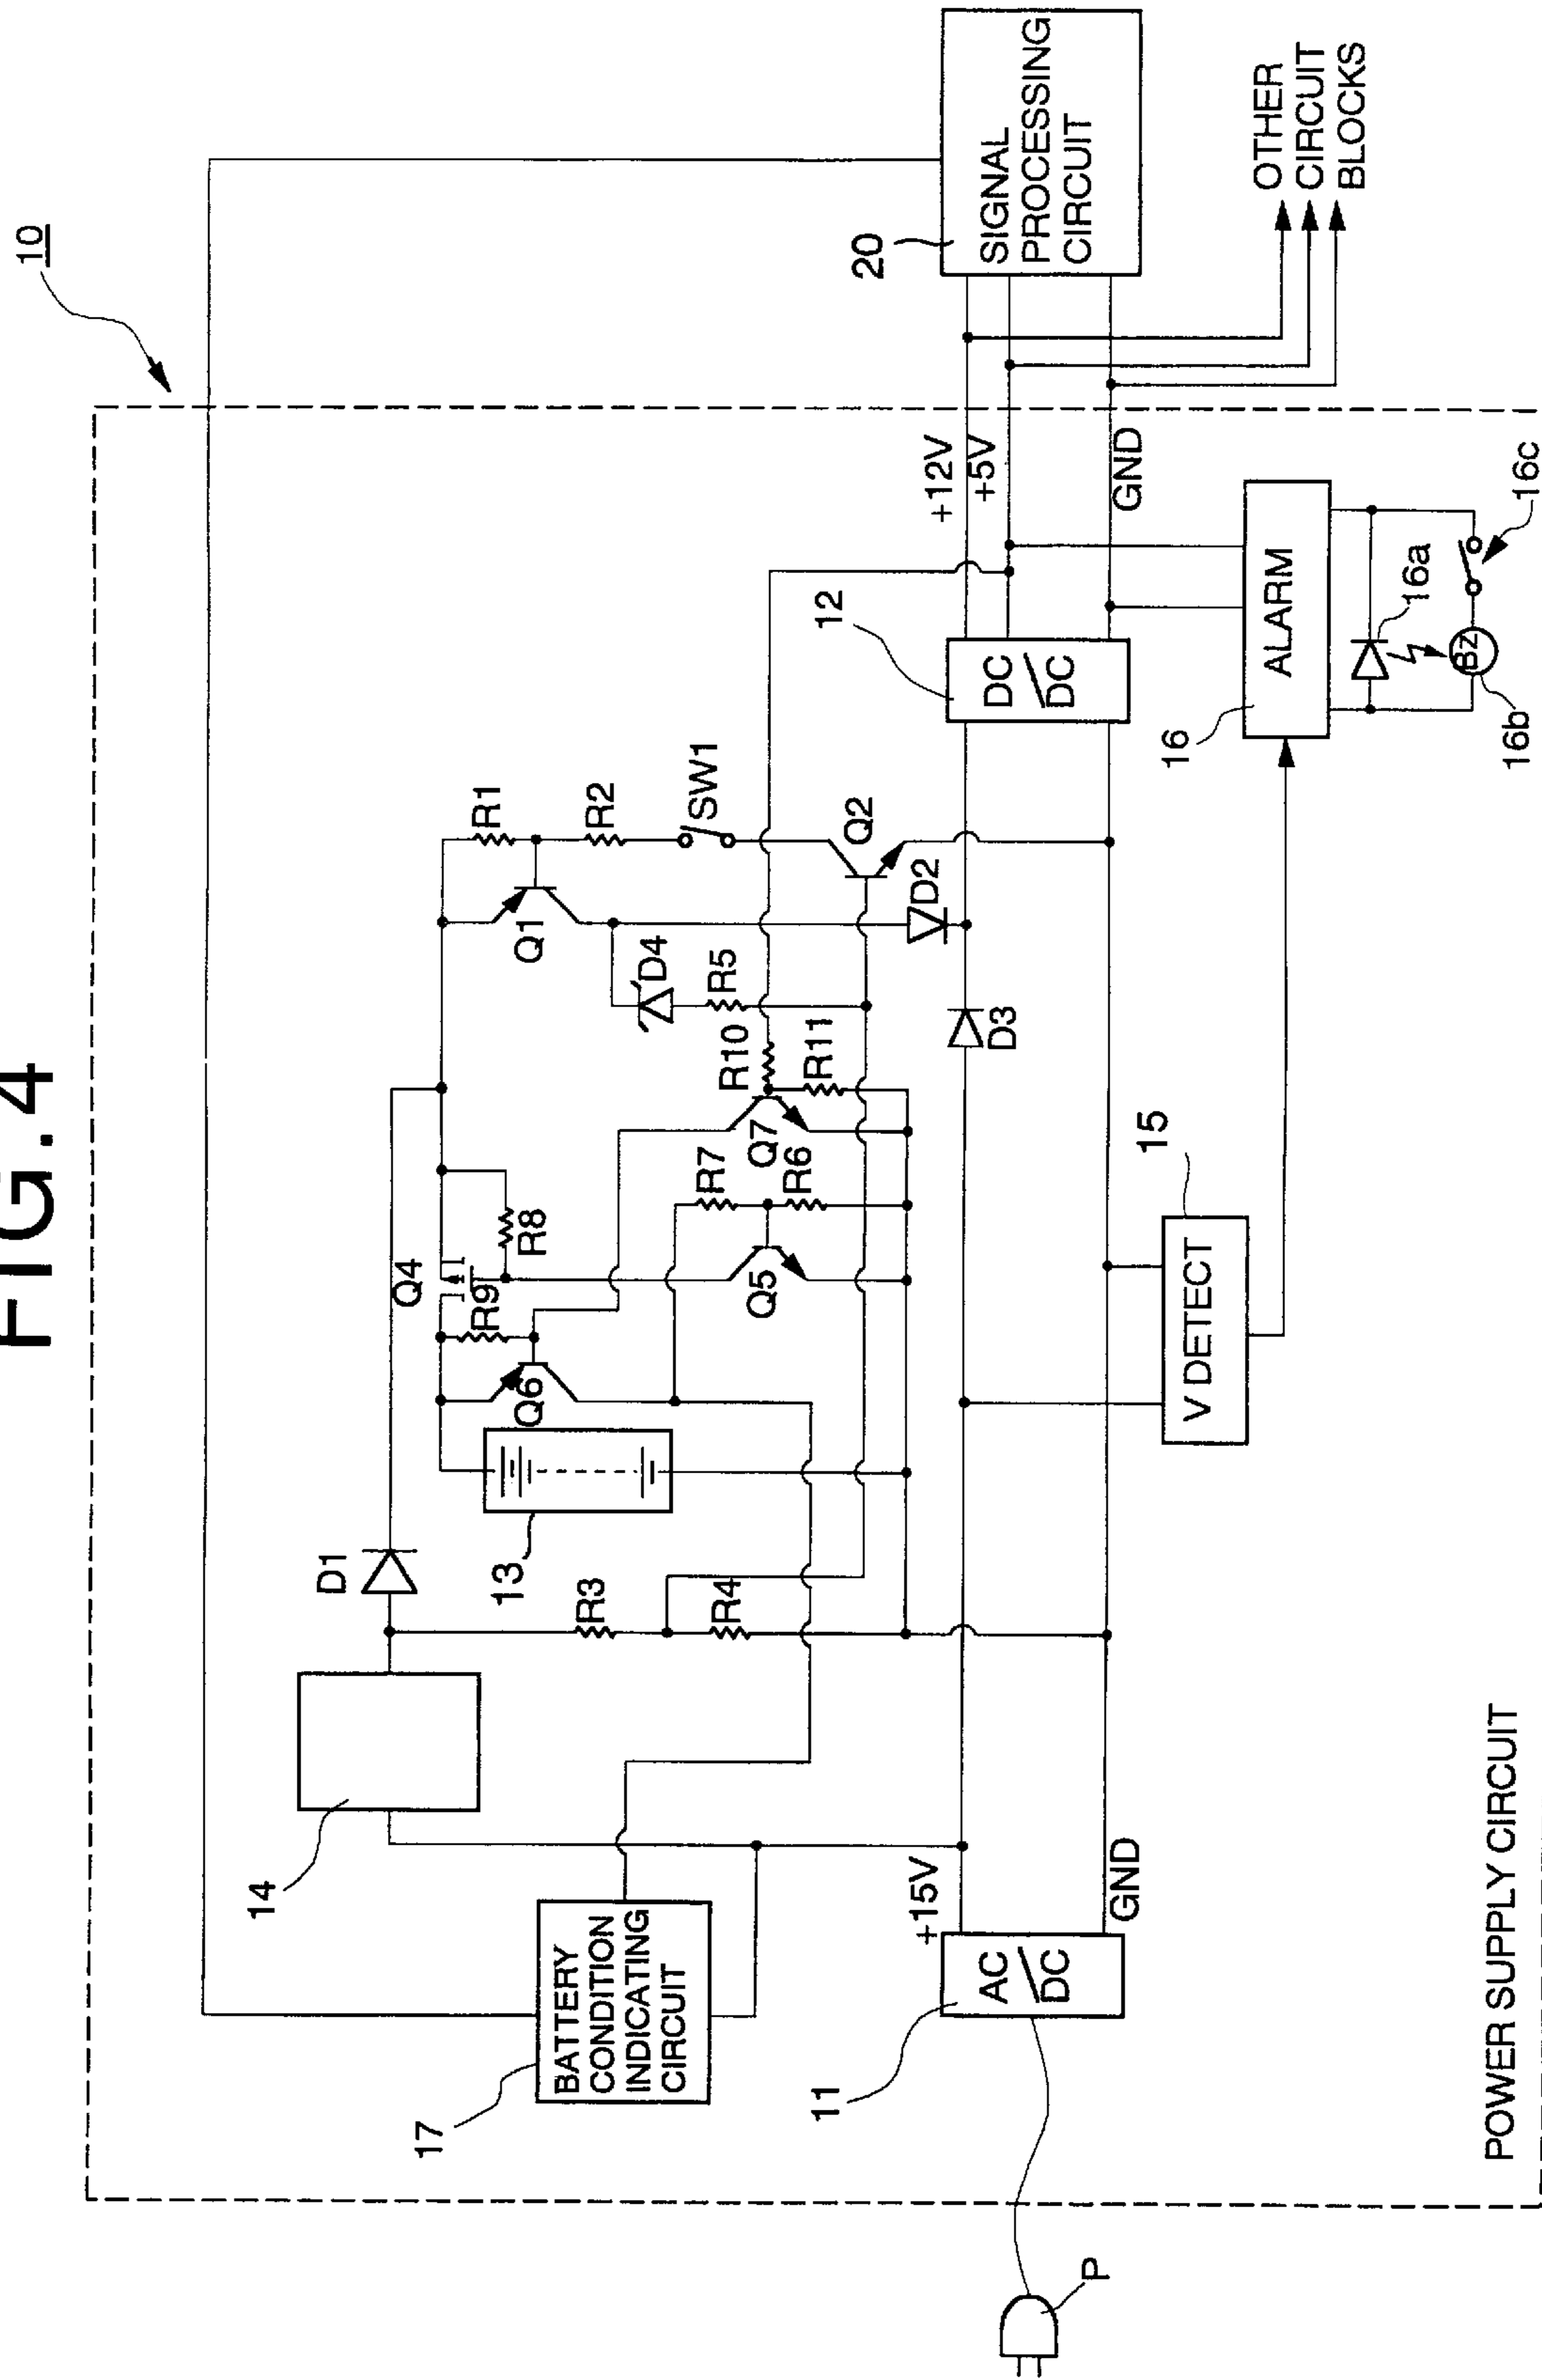 FIG.4
10
17
BATTERY
CONDITION
INDICATING
CIRCUIT
14
D1
13
R3
R4
Q6
R9
Q4
R8
Q5
R7
R6
Q7
R10
R11
D4
R5
Q1
R1
R2
SW1
Q2
D2
D3
P
11
AC
DC
+15V
GND
12
DC
DC
+12V
+5V
GND
20
SIGNAL
PROCESSING
CIRCUIT
OTHER
CIRCUIT
BLOCKS
15
V DETECT
16
ALARM
16a
Bz
16b
16c
POWER SUPPLY CIRCUIT